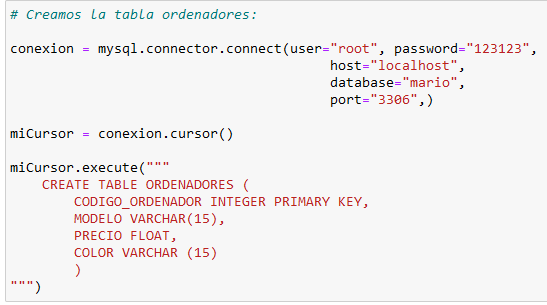 # Creamos la tabla ordenadores:
conexion = mysql.connector.connect(user="root", password="123123",
host="localhost",
database="mario",
port="3306",)
miCursor = conexion.cursor()
miCursor.execute("""
CREATE TABLE ORDENADORES (
CODIGO_ORDENADOR INTEGER PRIMARY KEY,
MODELO VARCHAR(15),
PRECIO FLOAT,
COLOR VARCHAR (15)
)
""")